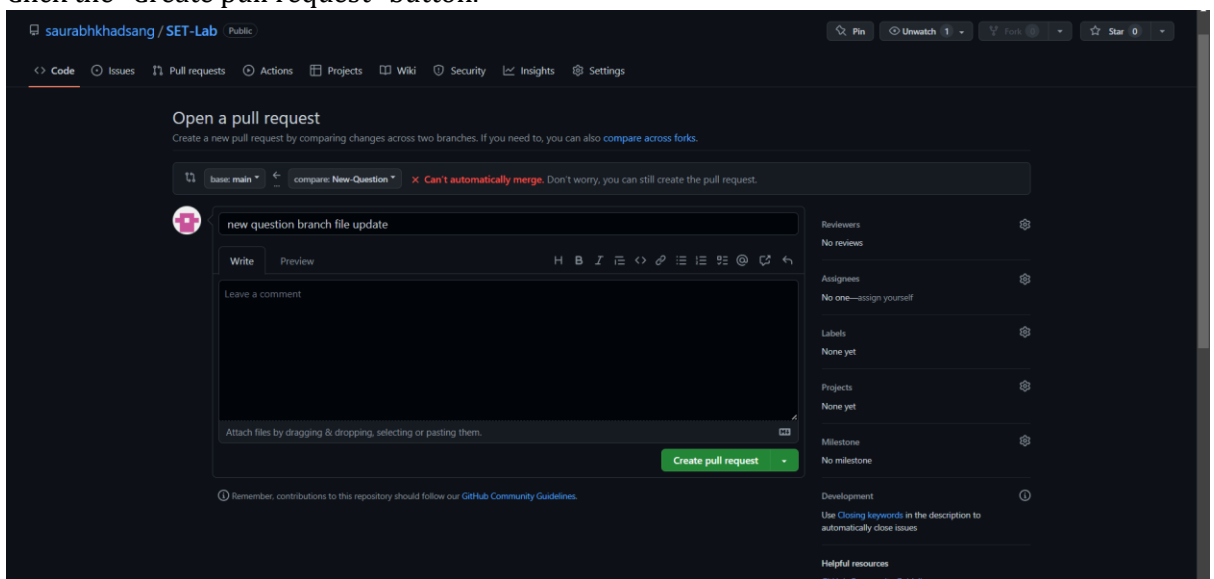 Click the "Create pull request" button.
saurabhkhadsang / SET-Lab Public
Pin Unwatch 1 Fork 0 Star 0
<> Code Issues Pull requests Actions Projects Wiki Security Insights Settings
Open a pull request
Create a new pull request by comparing changes across two branches. If you need to, you can also compare across forks.
base: main compare: New-Question Can't automatically merge. Don't worry, you can still create the pull request.
new question branch file update
Write Preview
Leave a comment
Attach files by dragging & dropping, selecting or pasting them.
Create pull request
Remember, contributions to this repository should follow our GitHub Community Guidelines.
Reviewers
No reviews
Assignees
No one—assign yourself
Labels
None yet
Projects
None yet
Milestone
No milestone
Development
Use Closing keywords in the description to
automatically close issues
Helpful resources